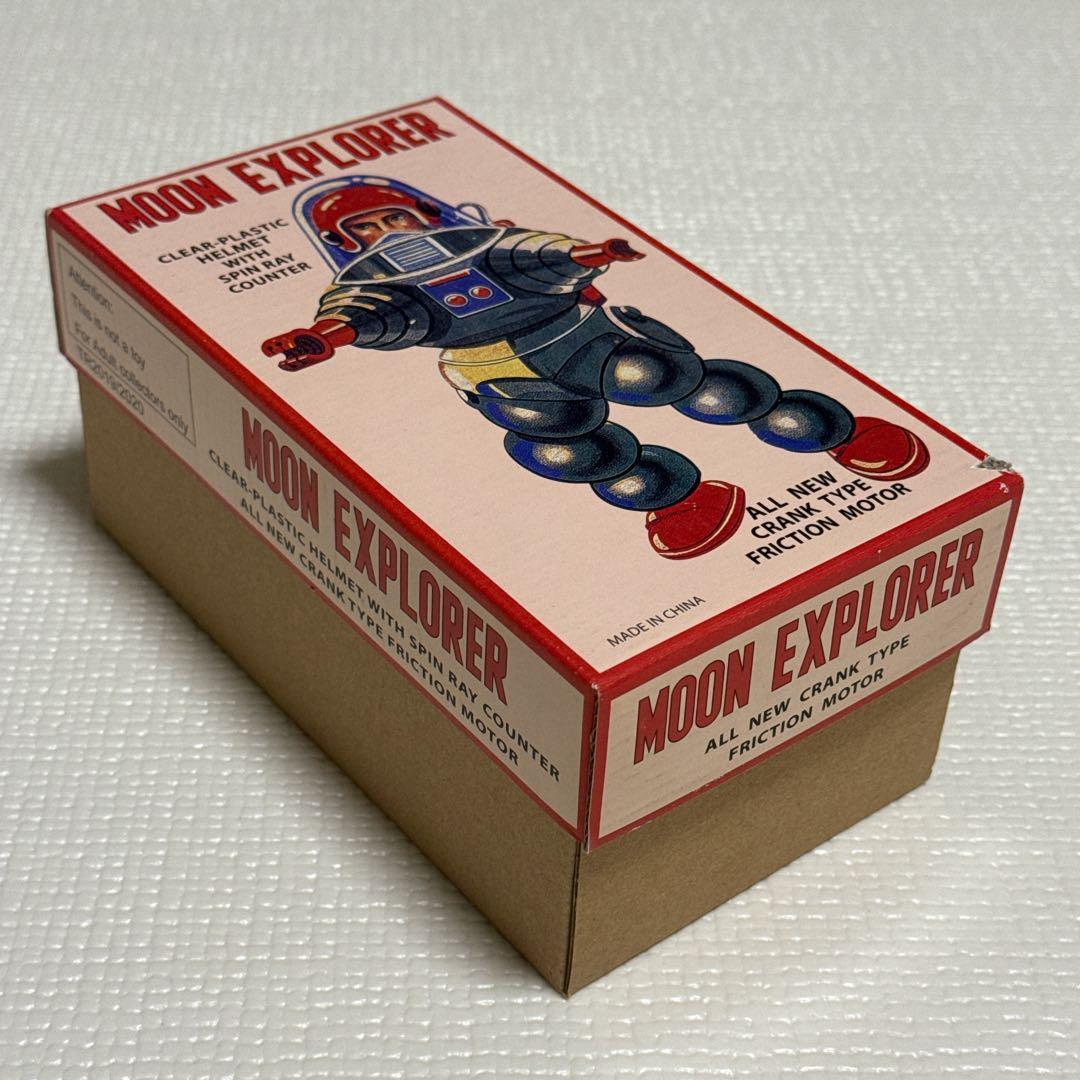 MOON EXPLORER
CLEAR-PLASTIC
HELMET
WITH
SPIN RAY
COUNTER
ALL NEW
CRANK TYPE
FRICTION MOTOR
MADE IN CHINA
Attention:
This is not a toy
For Adult collectors only
TR2019/2020
MOON EXPLORER
CLEAR-PLASTIC HELMET WITH SPIN RAY COUNTER
ALL NEW CRANK TYPE FRICTION MOTOR
MOON EXPLORER
ALL NEW CRANK TYPE
FRICTION MOTOR